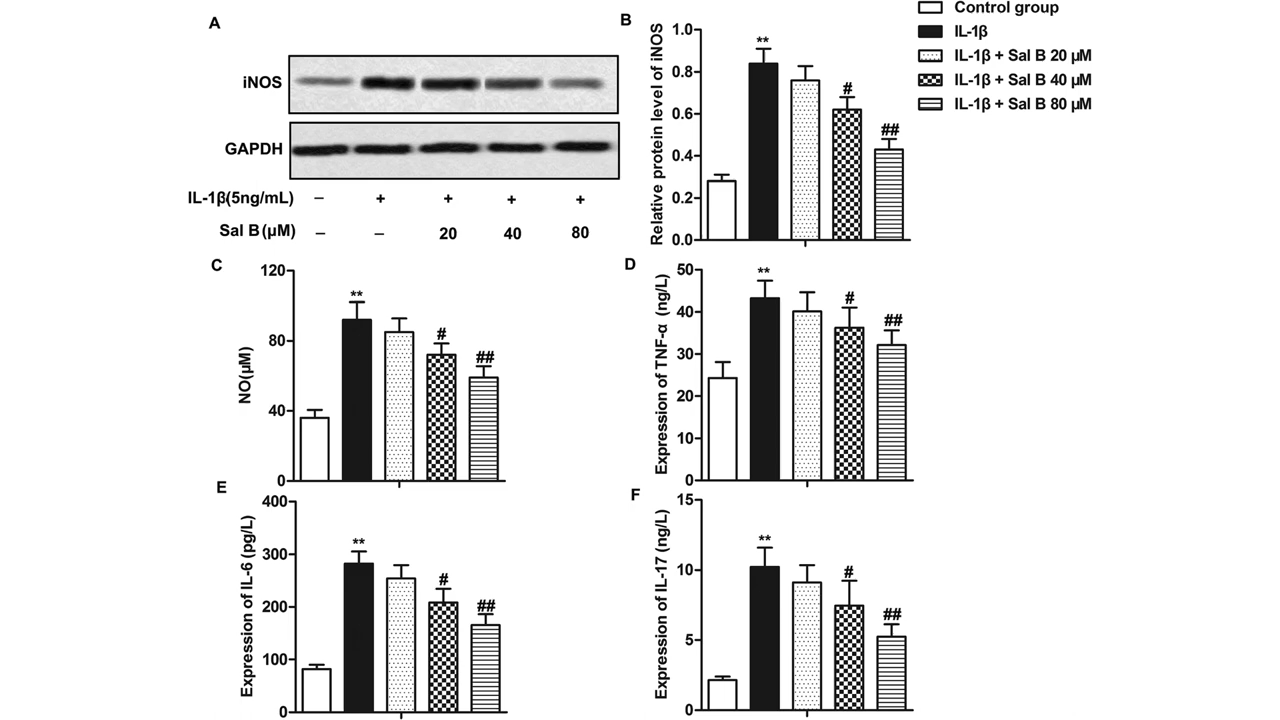 A
iNOS
GAPDH
IL-1β(5ng/mL) – + + + +
Sal B (µM) – – 20 40 80
B
Relative protein level of iNOS
1.0
0.8
0.6
0.4
0.2
0.0
**
#
##
Control group
IL-1β
IL-1β + Sal B 20 µM
IL-1β + Sal B 40 µM
IL-1β + Sal B 80 µM
C
NO(µM)
120
80
40
0
**
#
##
D
Expression of TNF-α (ng/L)
50
40
30
20
10
0
**
#
##
E
Expression of IL-6 (pg/L)
400
300
200
100
0
**
#
##
F
Expression of IL-17 (ng/L)
15
10
5
0
**
#
##